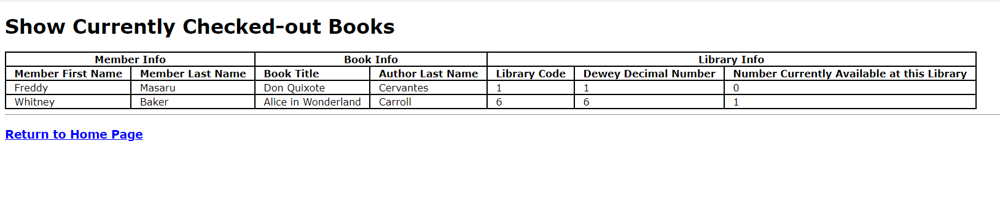 Show Currently Checked-out Books
Member Info Book Info Library Info
Member First Name Member Last Name Book Title Author Last Name Library Code Dewey Decimal Number Number Currently Available at this Library
Freddy Masaru Don Quixote Cervantes 1 1 0
Whitney Baker Alice in Wonderland Carroll 6 6 1
Return to Home Page